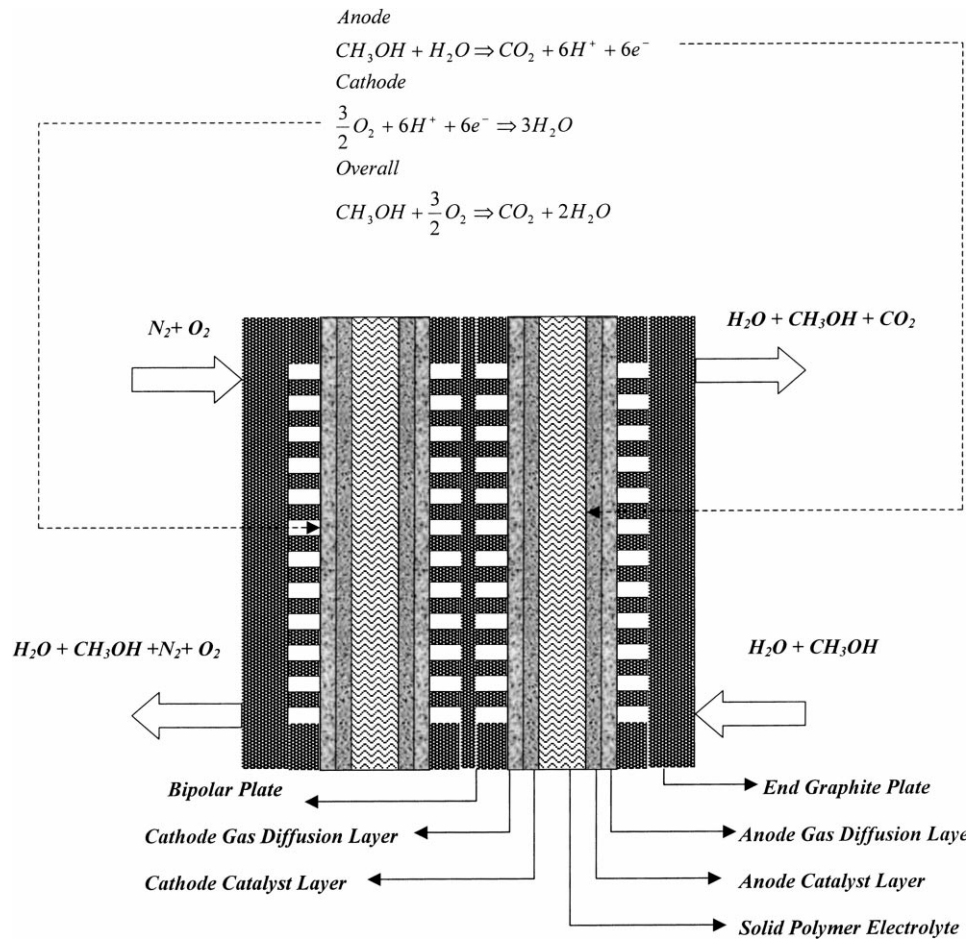 Anode
CH₃OH + H₂O ⇒ CO₂ + 6H⁺ + 6e⁻
Cathode
3/2 O₂ + 6H⁺ + 6e⁻ ⇒ 3H₂O
Overall
CH₃OH + 3/2 O₂ ⇒ CO₂ + 2H₂O
N₂+ O₂
H₂O + CH₃OH + CO₂
H₂O + CH₃OH +N₂+ O₂
H₂O + CH₃OH
Bipolar Plate
End Graphite Plate
Cathode Gas Diffusion Layer
Anode Gas Diffusion Laye
Cathode Catalyst Layer
Anode Catalyst Layer
Solid Polymer Electrolyte